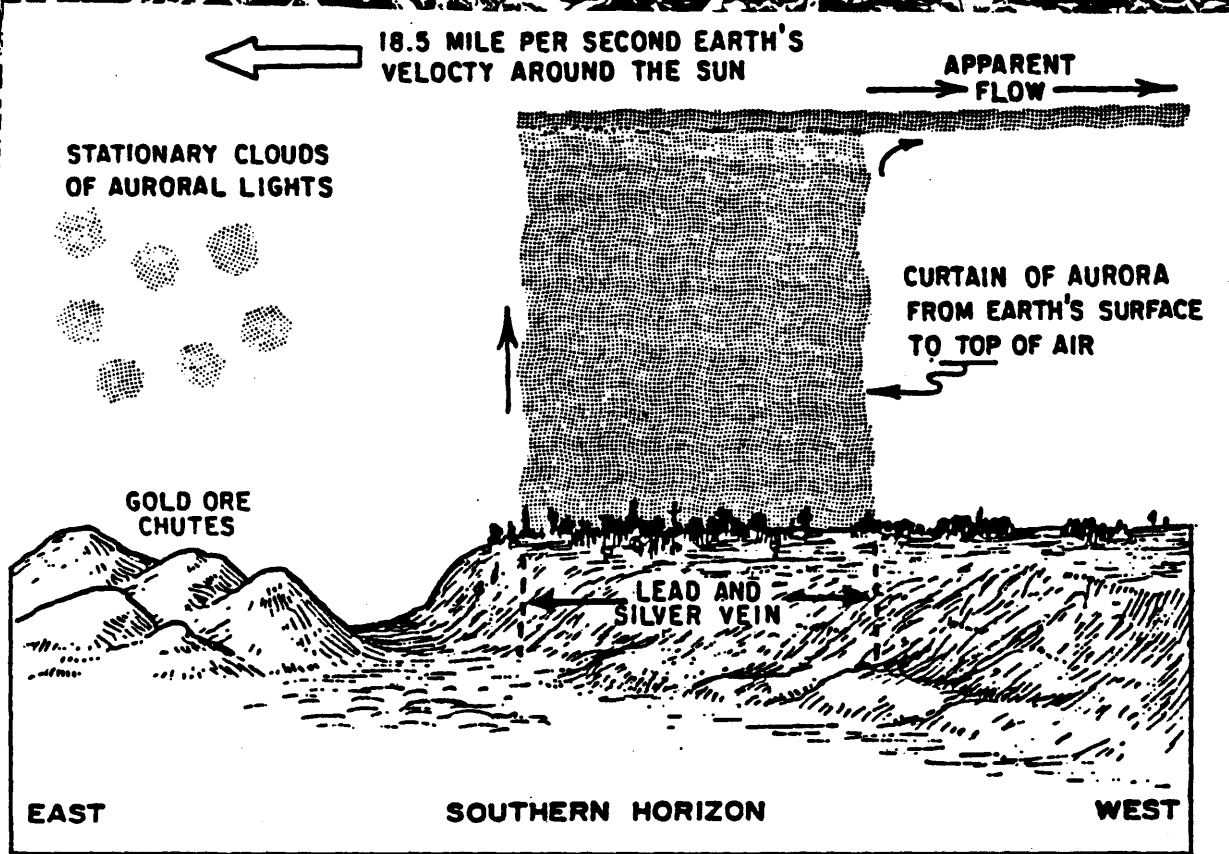 18.5 MILE PER SECOND EARTH'S
VELOCTY AROUND THE SUN
APPARENT
FLOW
STATIONARY CLOUDS
OF AURORAL LIGHTS
CURTAIN OF AURORA
FROM EARTH'S SURFACE
TO TOP OF AIR
GOLD ORE
CHUTES
LEAD AND
SILVER VEIN
EAST
SOUTHERN HORIZON
WEST